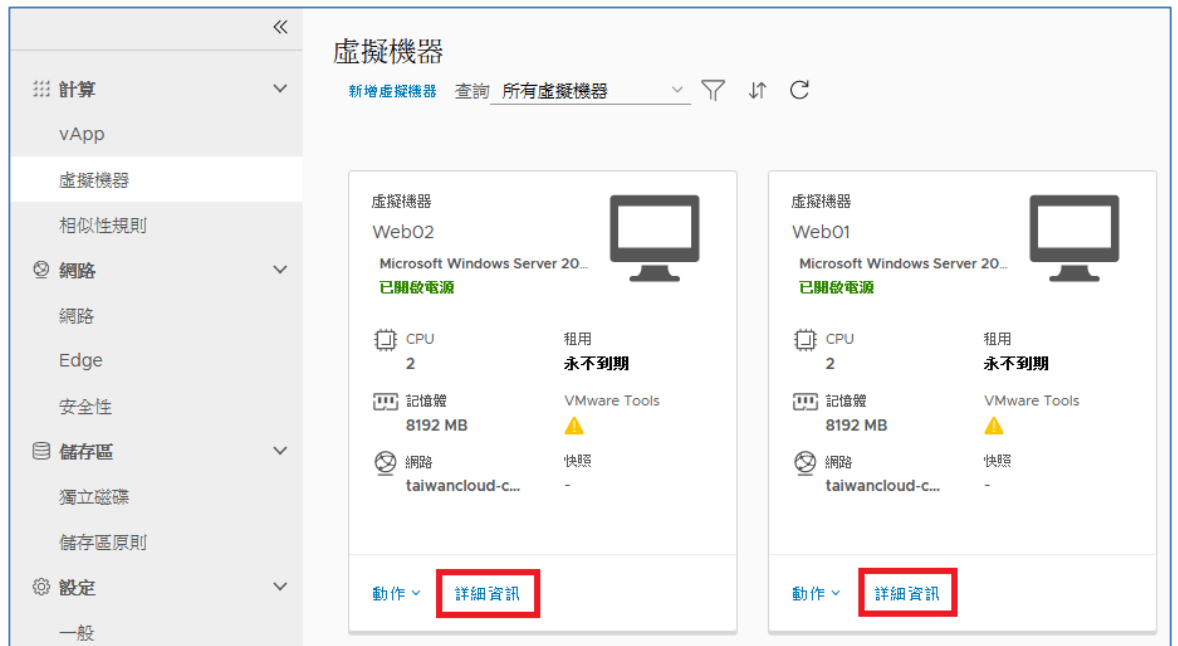 計算
vApp
虛擬機器
相似性規則
網路
網路
Edge
安全性
儲存區
獨立磁碟
儲存區原則
設定
一般
虛擬機器
新增虛擬機器 查詢 所有虛擬機器
虛擬機器
Web02
Microsoft Windows Server 20...
已開啟電源
CPU 租用
2 永不到期
記憶體 VMware Tools
8192 MB
網路 快照
taiwancloud-c... -
動作 詳細資訊
虛擬機器
Web01
Microsoft Windows Server 20...
已開啟電源
CPU 租用
2 永不到期
記憶體 VMware Tools
8192 MB
網路 快照
taiwancloud-c... -
動作 詳細資訊